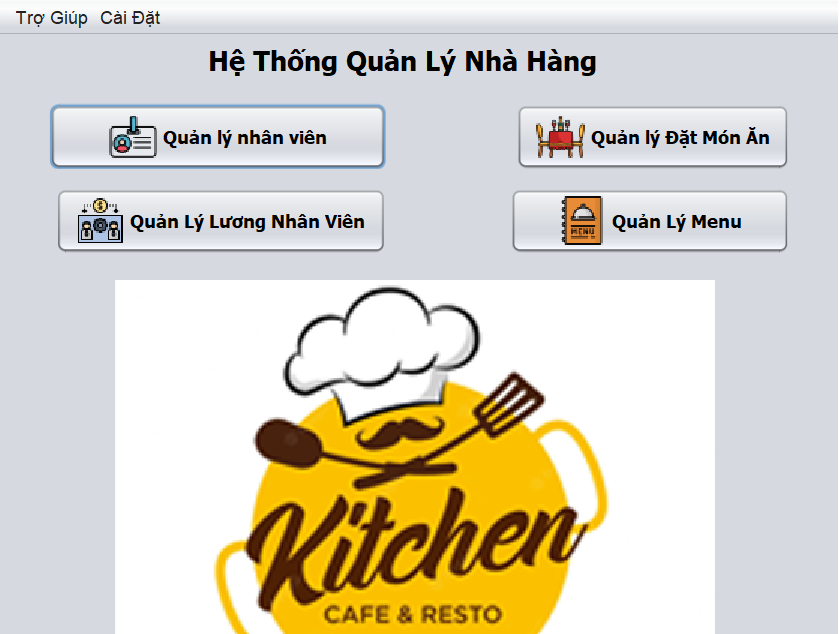 Trợ Giúp Cài Đặt
Hệ Thống Quản Lý Nhà Hàng
Quản lý nhân viên
Quản lý Đặt Món Ăn
Quản Lý Lương Nhân Viên
MENU
Quản Lý Menu
Kitchen
CAFE & RESTO